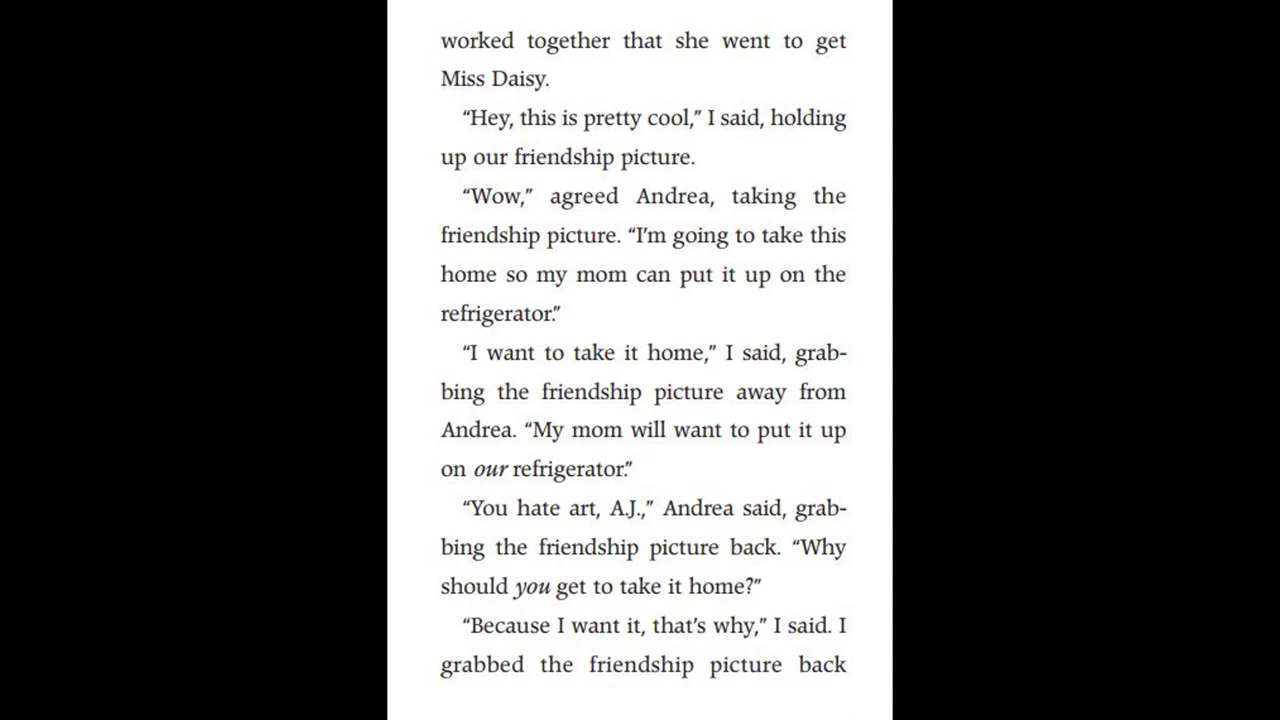 worked together that she went to get
Miss Daisy.
“Hey, this is pretty cool,” I said, holding
up our friendship picture.
“Wow,” agreed Andrea, taking the
friendship picture. “I’m going to take this
home so my mom can put it up on the
refrigerator.”
“I want to take it home,” I said, grab-
bing the friendship picture away from
Andrea. “My mom will want to put it up
on our refrigerator.”
“You hate art, A.J.,” Andrea said, grab-
bing the friendship picture back. “Why
should you get to take it home?”
“Because I want it, that’s why,” I said. I
grabbed the friendship picture back